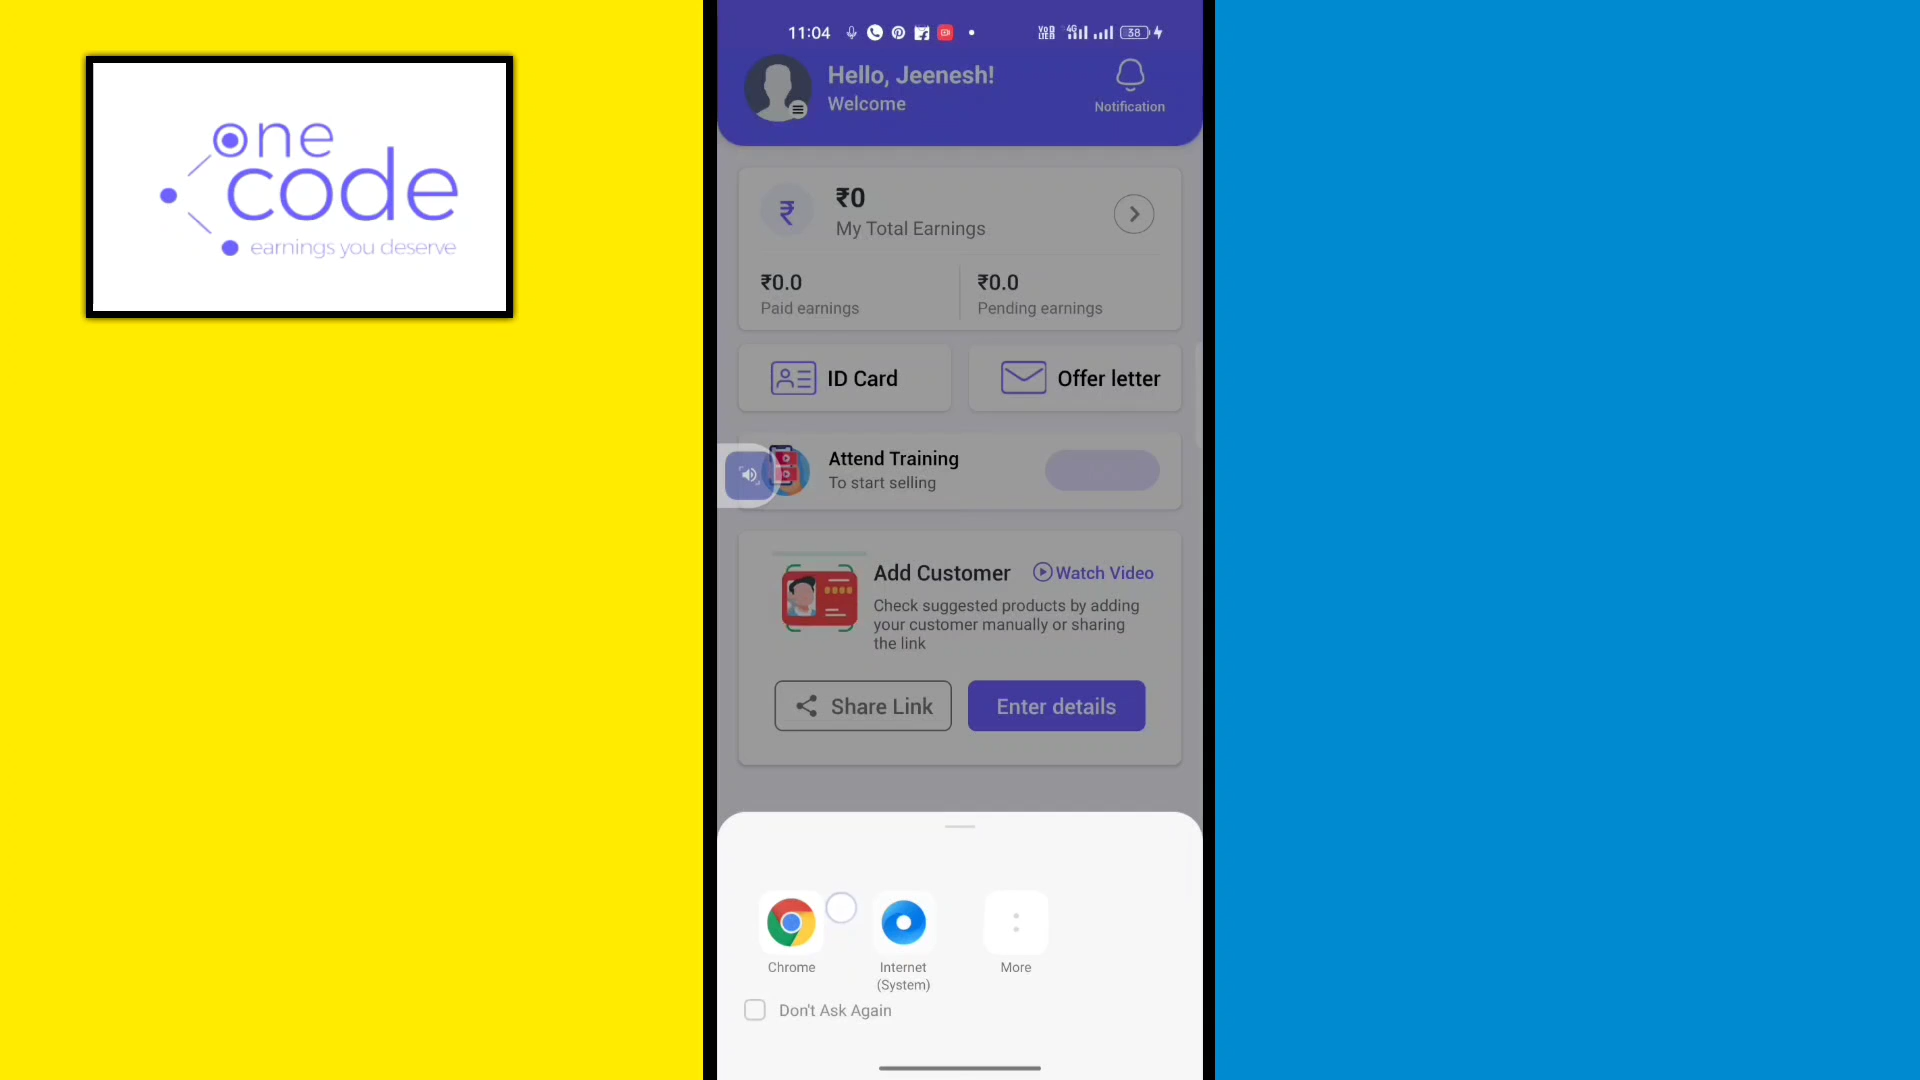 one
code
earnings you deserve
11:04
VoLTE 4G 38
Hello, Jeenesh!
Welcome
Notification
₹
₹0
My Total Earnings
₹0.0
Paid earnings
₹0.0
Pending earnings
ID Card
Offer letter
Attend Training
To start selling
Add Customer
Watch Video
Check suggested products by adding
your customer manually or sharing
the link
Share Link
Enter details
Chrome
Internet
(System)
More
Don't Ask Again